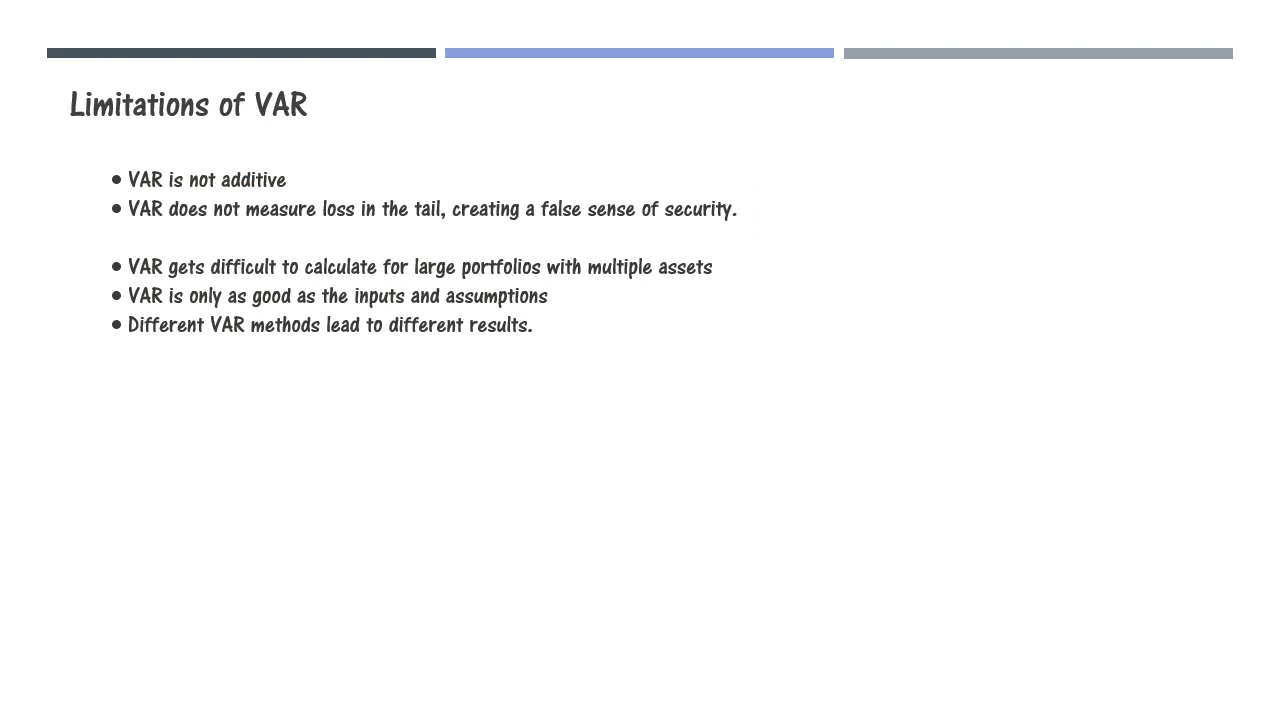 Limitations of VAR
• VAR is not additive
• VAR does not measure loss in the tail, creating a false sense of security.
• VAR gets difficult to calculate for large portfolios with multiple assets
• VAR is only as good as the inputs and assumptions
• Different VAR methods lead to different results.